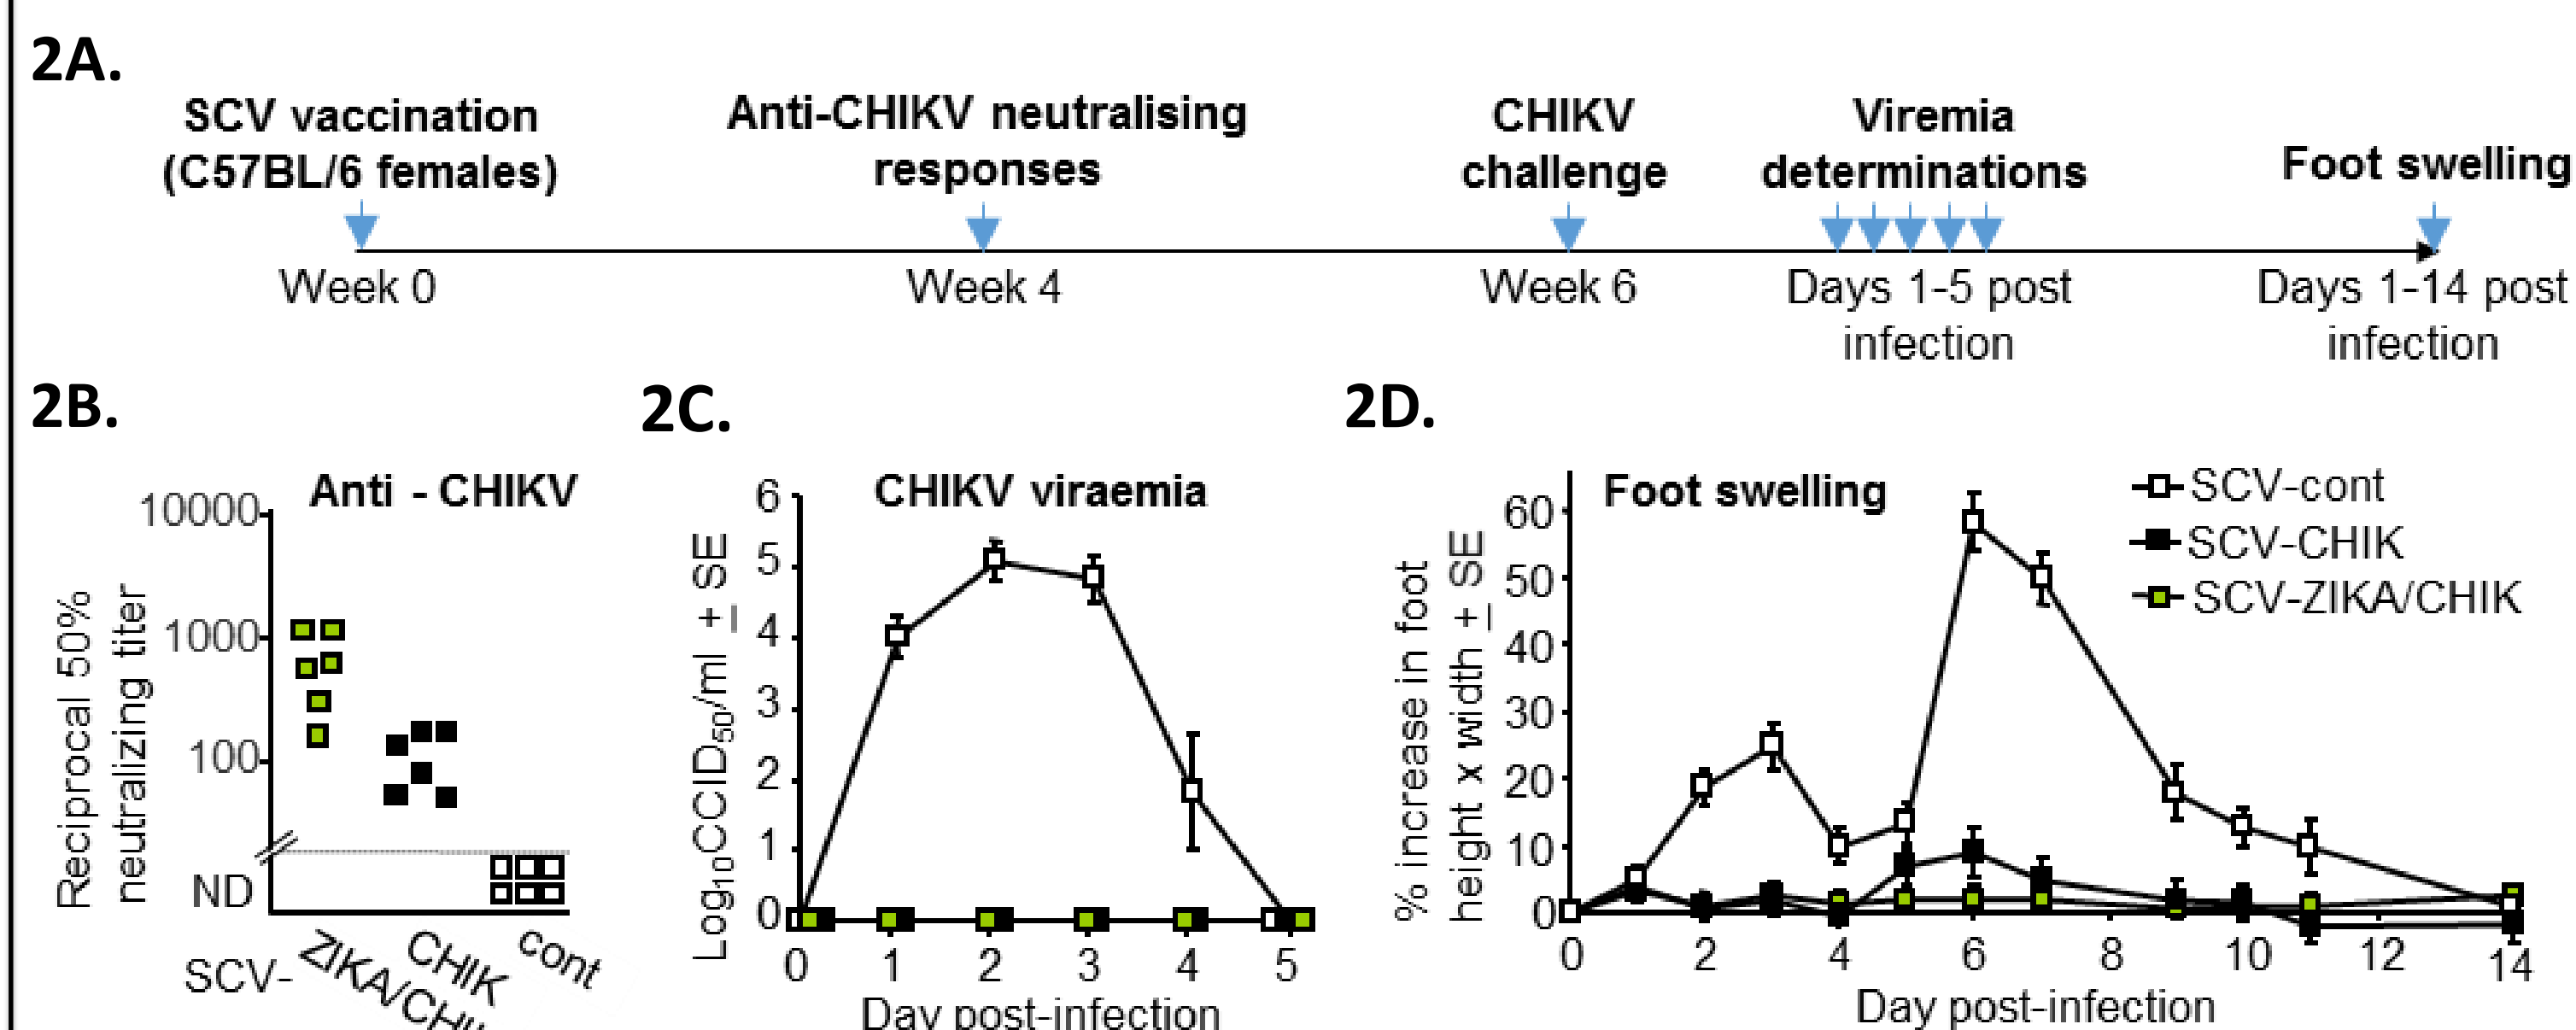 2A.
SCV vaccination
(C57BL/6 females)
Anti-CHIKV neutralising
responses
CHIKV
challenge
Viremia
determinations
Foot swelling
Week 0
Week 4
Week 6
Days 1-5 post
infection
Days 1-14 post
infection
2B.
Anti - CHIKV
Reciprocal 50%
neutralizing titer
10000
1000
100
ND
SCV-
ZIKA/CHI
CHIK
cont
2C.
CHIKV viraemia
Log10CCID50/ml ± SE
6
5
4
3
2
1
0
0 1 2 3 4 5
Day post-infection
2D.
Foot swelling
SCV-cont
SCV-CHIK
SCV-ZIKA/CHIK
% increase in foot
height x width ± SE
60
50
40
30
20
10
0
0 2 4 6 8 10 12 14
Day post-infection